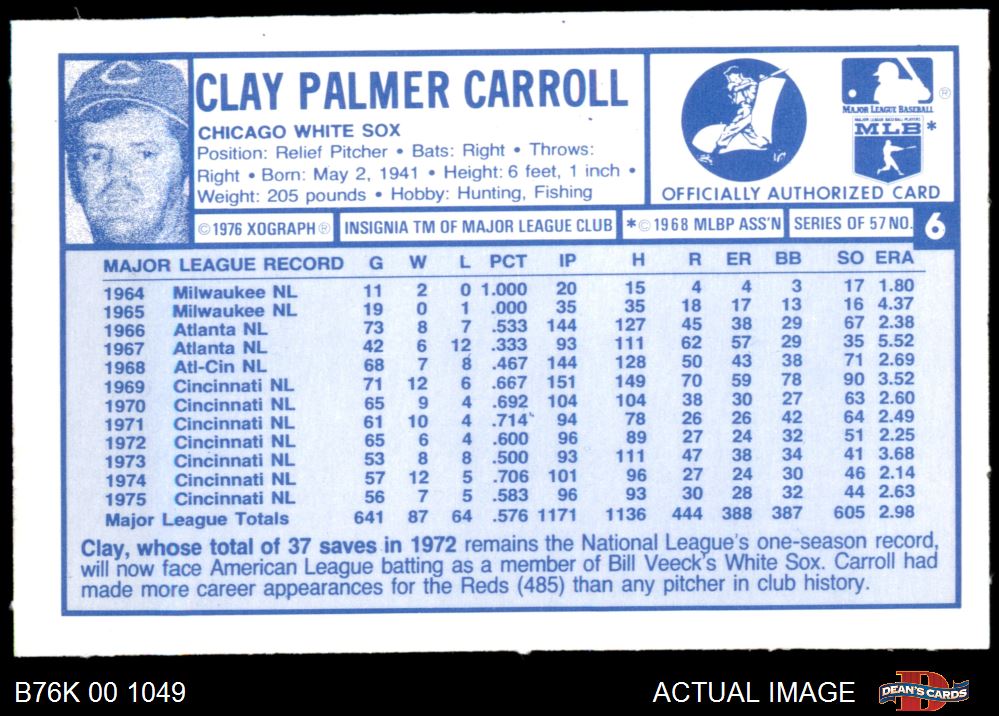 CLAY PALMER CARROLL
CHICAGO WHITE SOX
Position: Relief Pitcher • Bats: Right • Throws:
Right • Born: May 2, 1941 • Height: 6 feet, 1 inch •
Weight: 205 pounds • Hobby: Hunting, Fishing
MAJOR LEAGUE BASEBALL ®
MAJOR LEAGUE BASEBALL PLAYERS
MLB *
OFFICIALLY AUTHORIZED CARD
© 1976 XOGRAPH ® INSIGNIA TM OF MAJOR LEAGUE CLUB *© 1968 MLBP ASS'N SERIES OF 57 NO. 6
MAJOR LEAGUE RECORD G W L PCT IP H R ER BB SO ERA
1964 Milwaukee NL 11 2 0 1.000 20 15 4 4 3 17 1.80
1965 Milwaukee NL 19 0 1 .000 35 35 18 17 13 16 4.37
1966 Atlanta NL 73 8 7 .533 144 127 45 38 29 67 2.38
1967 Atlanta NL 42 6 12 .333 93 111 62 57 29 35 5.52
1968 Atl-Cin NL 68 7 8 .467 144 128 50 43 38 71 2.69
1969 Cincinnati NL 71 12 6 .667 151 149 70 59 78 90 3.52
1970 Cincinnati NL 65 9 4 .692 104 104 38 30 27 63 2.60
1971 Cincinnati NL 61 10 4 .714 94 78 26 26 42 64 2.49
1972 Cincinnati NL 65 6 4 .600 96 89 27 24 32 51 2.25
1973 Cincinnati NL 53 8 8 .500 93 111 47 38 34 41 3.68
1974 Cincinnati NL 57 12 5 .706 101 96 27 24 30 46 2.14
1975 Cincinnati NL 56 7 5 .583 96 93 30 28 32 44 2.63
Major League Totals 641 87 64 .576 1171 1136 444 388 387 605 2.98
Clay, whose total of 37 saves in 1972 remains the National League's one-season record,
will now face American League batting as a member of Bill Veeck's White Sox. Carroll had
made more career appearances for the Reds (485) than any pitcher in club history.
B76K 00 1049 ACTUAL IMAGE DEAN'S CARDS